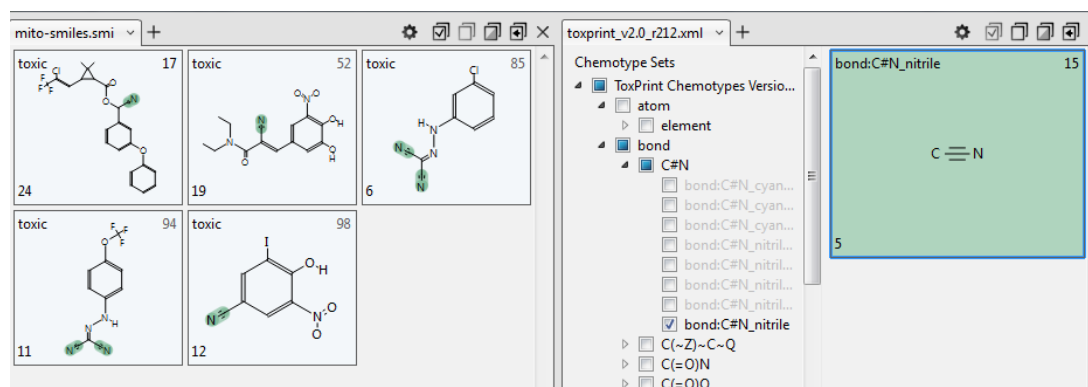 mito-smiles.smi
toxic 17
Cl
F
F
F
O
O
N
O
24
toxic 52
N
O
N
O
N
O
O
H
O
H
19
toxic 85
Cl
H
N
N
N
N
6
toxic 94
F
F
F
O
N
H
N
N
N
11
toxic 98
I
O
H
N
N
O
O
12
toxprint_v2.0_r212.xml
Chemotype Sets
ToxPrint Chemotypes Versio...
atom
element
bond
C#N
bond:C#N_cyan...
bond:C#N_cyan...
bond:C#N_cyan...
bond:C#N_nitril...
bond:C#N_nitril...
bond:C#N_nitril...
bond:C#N_nitril...
bond:C#N_nitrile
C(~Z)~C~Q
C(=O)N
C(=O)O
bond:C#N_nitrile 15
C N
5